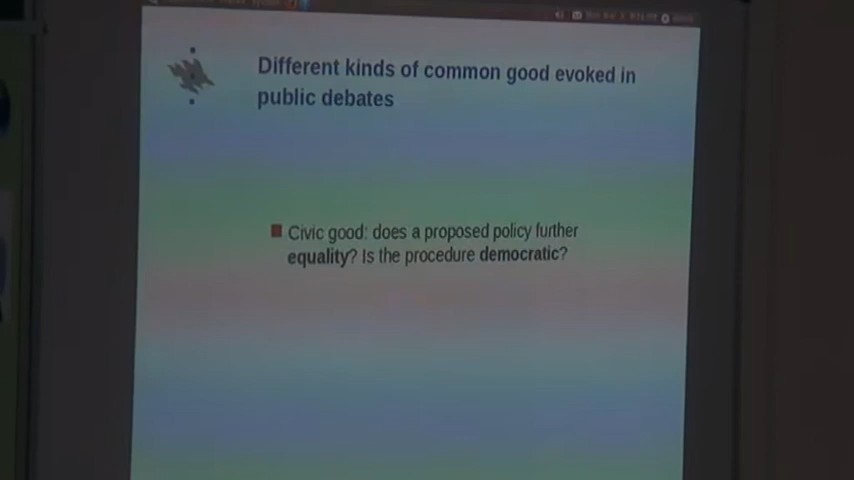 Different kinds of common good evoked in
public debates
Civic good: does a proposed policy further
equality? Is the procedure democratic?